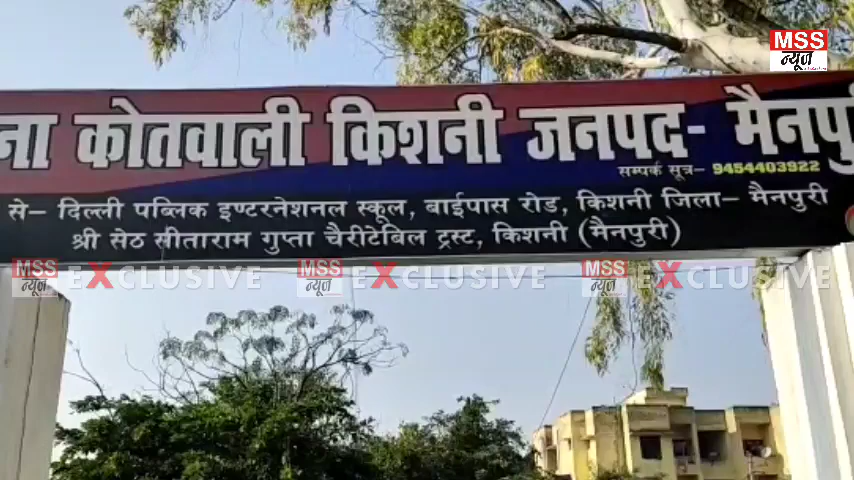 MSS
न्यूज़
ना कोतवाली किशनी जनपद- मैनपुरी
सम्पर्क सूत्र- 9454403922
से- दिल्ली पब्लिक इण्टरनेशनल स्कूल, बाईपास रोड, किशनी जिला- मैनपुरी
श्री सेठ सीताराम गुप्ता चैरीटेबिल ट्रस्ट, किशनी (मैनपुरी)
MSS न्यूज़ EXCLUSIVE MSS न्यूज़ EXCLUSIVE MSS न्यूज़ EXCLUSIVE